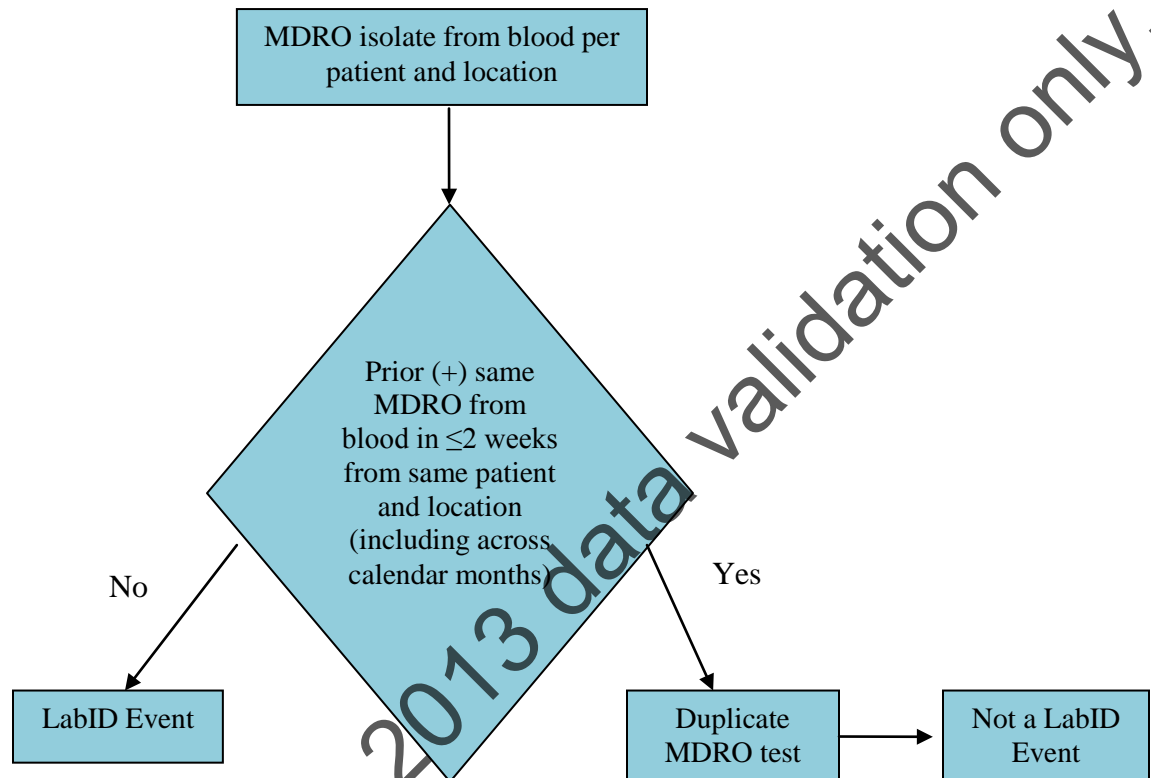 MDRO isolate from blood per
patient and location
Prior (+) same
MDRO from
blood in ≤2 weeks
from same patient
and location
(including across
calendar months)
No
Yes
LabID Event
Duplicate
MDRO test
Not a LabID
Event
2013 data validation only.